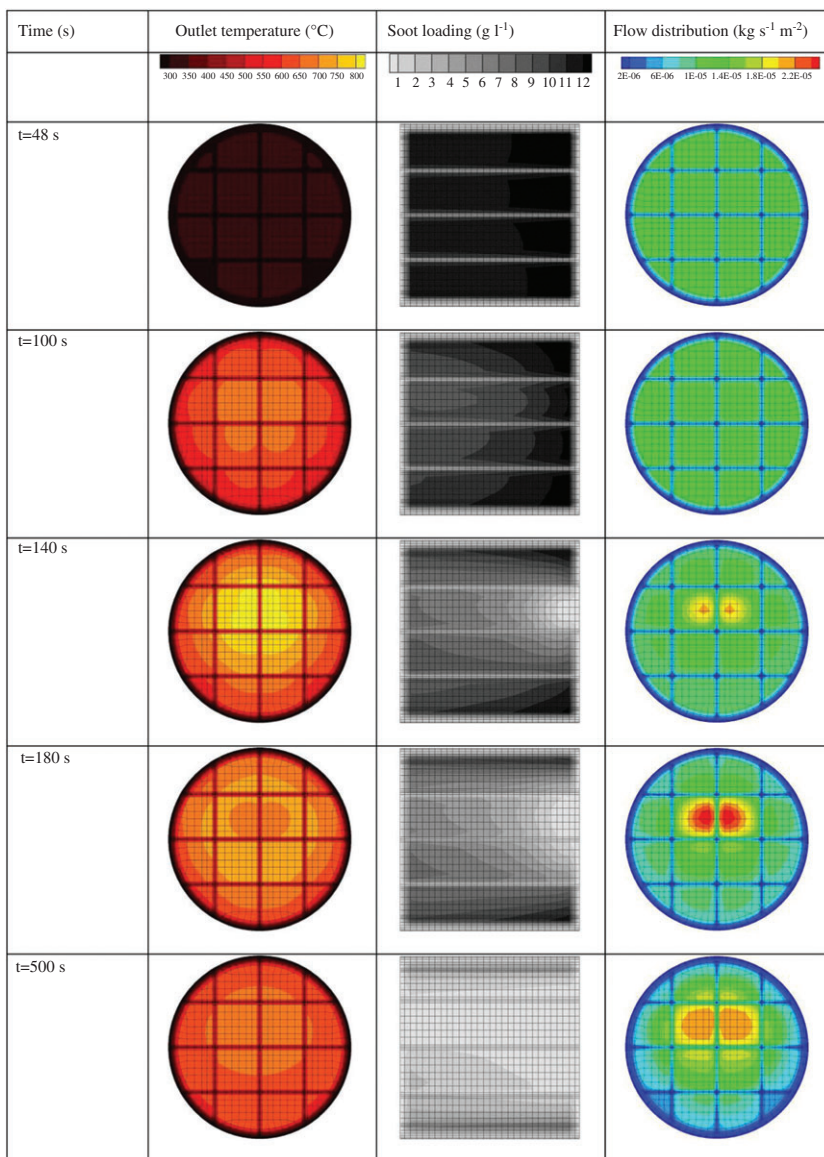 Time (s) Outlet temperature (°C) Soot loading (g l-1) Flow distribution (kg s-1 m-2)
300 350 400 450 500 550 600 650 700 750 800
1 2 3 4 5 6 7 8 9 10 11 12
2E-06 6E-06 1E-05 1.4E-05 1.8E-05 2.2E-05
t=48 s
t=100 s
t=140 s
t=180 s
t=500 s